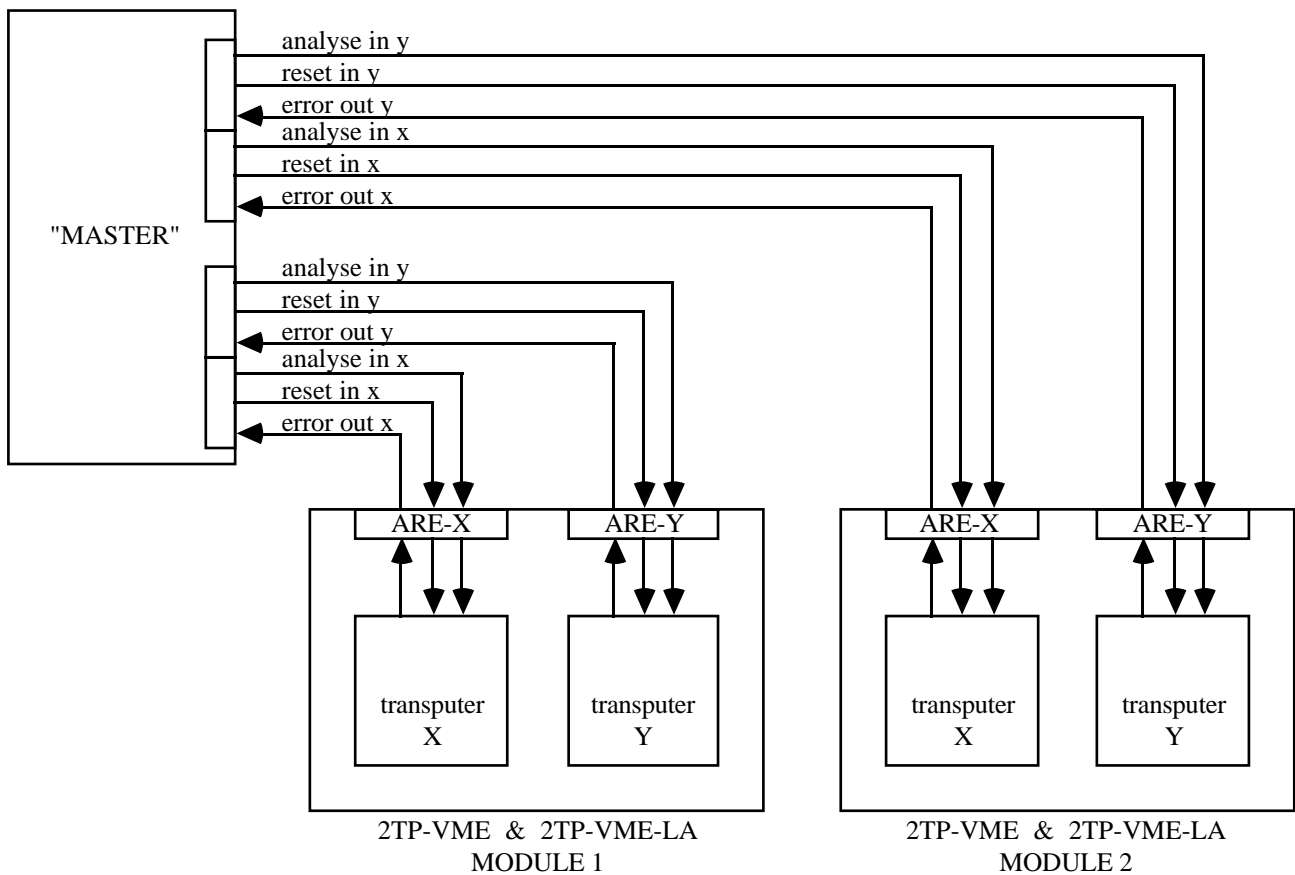 analyse in y
reset in y
error out y
analyse in x
reset in x
error out x
"MASTER"
analyse in y
reset in y
error out y
analyse in x
reset in x
error out x
ARE-X
ARE-Y
ARE-X
ARE-Y
transputer
X
transputer
Y
transputer
X
transputer
Y
2TP-VME & 2TP-VME-LA
MODULE 1
2TP-VME & 2TP-VME-LA
MODULE 2